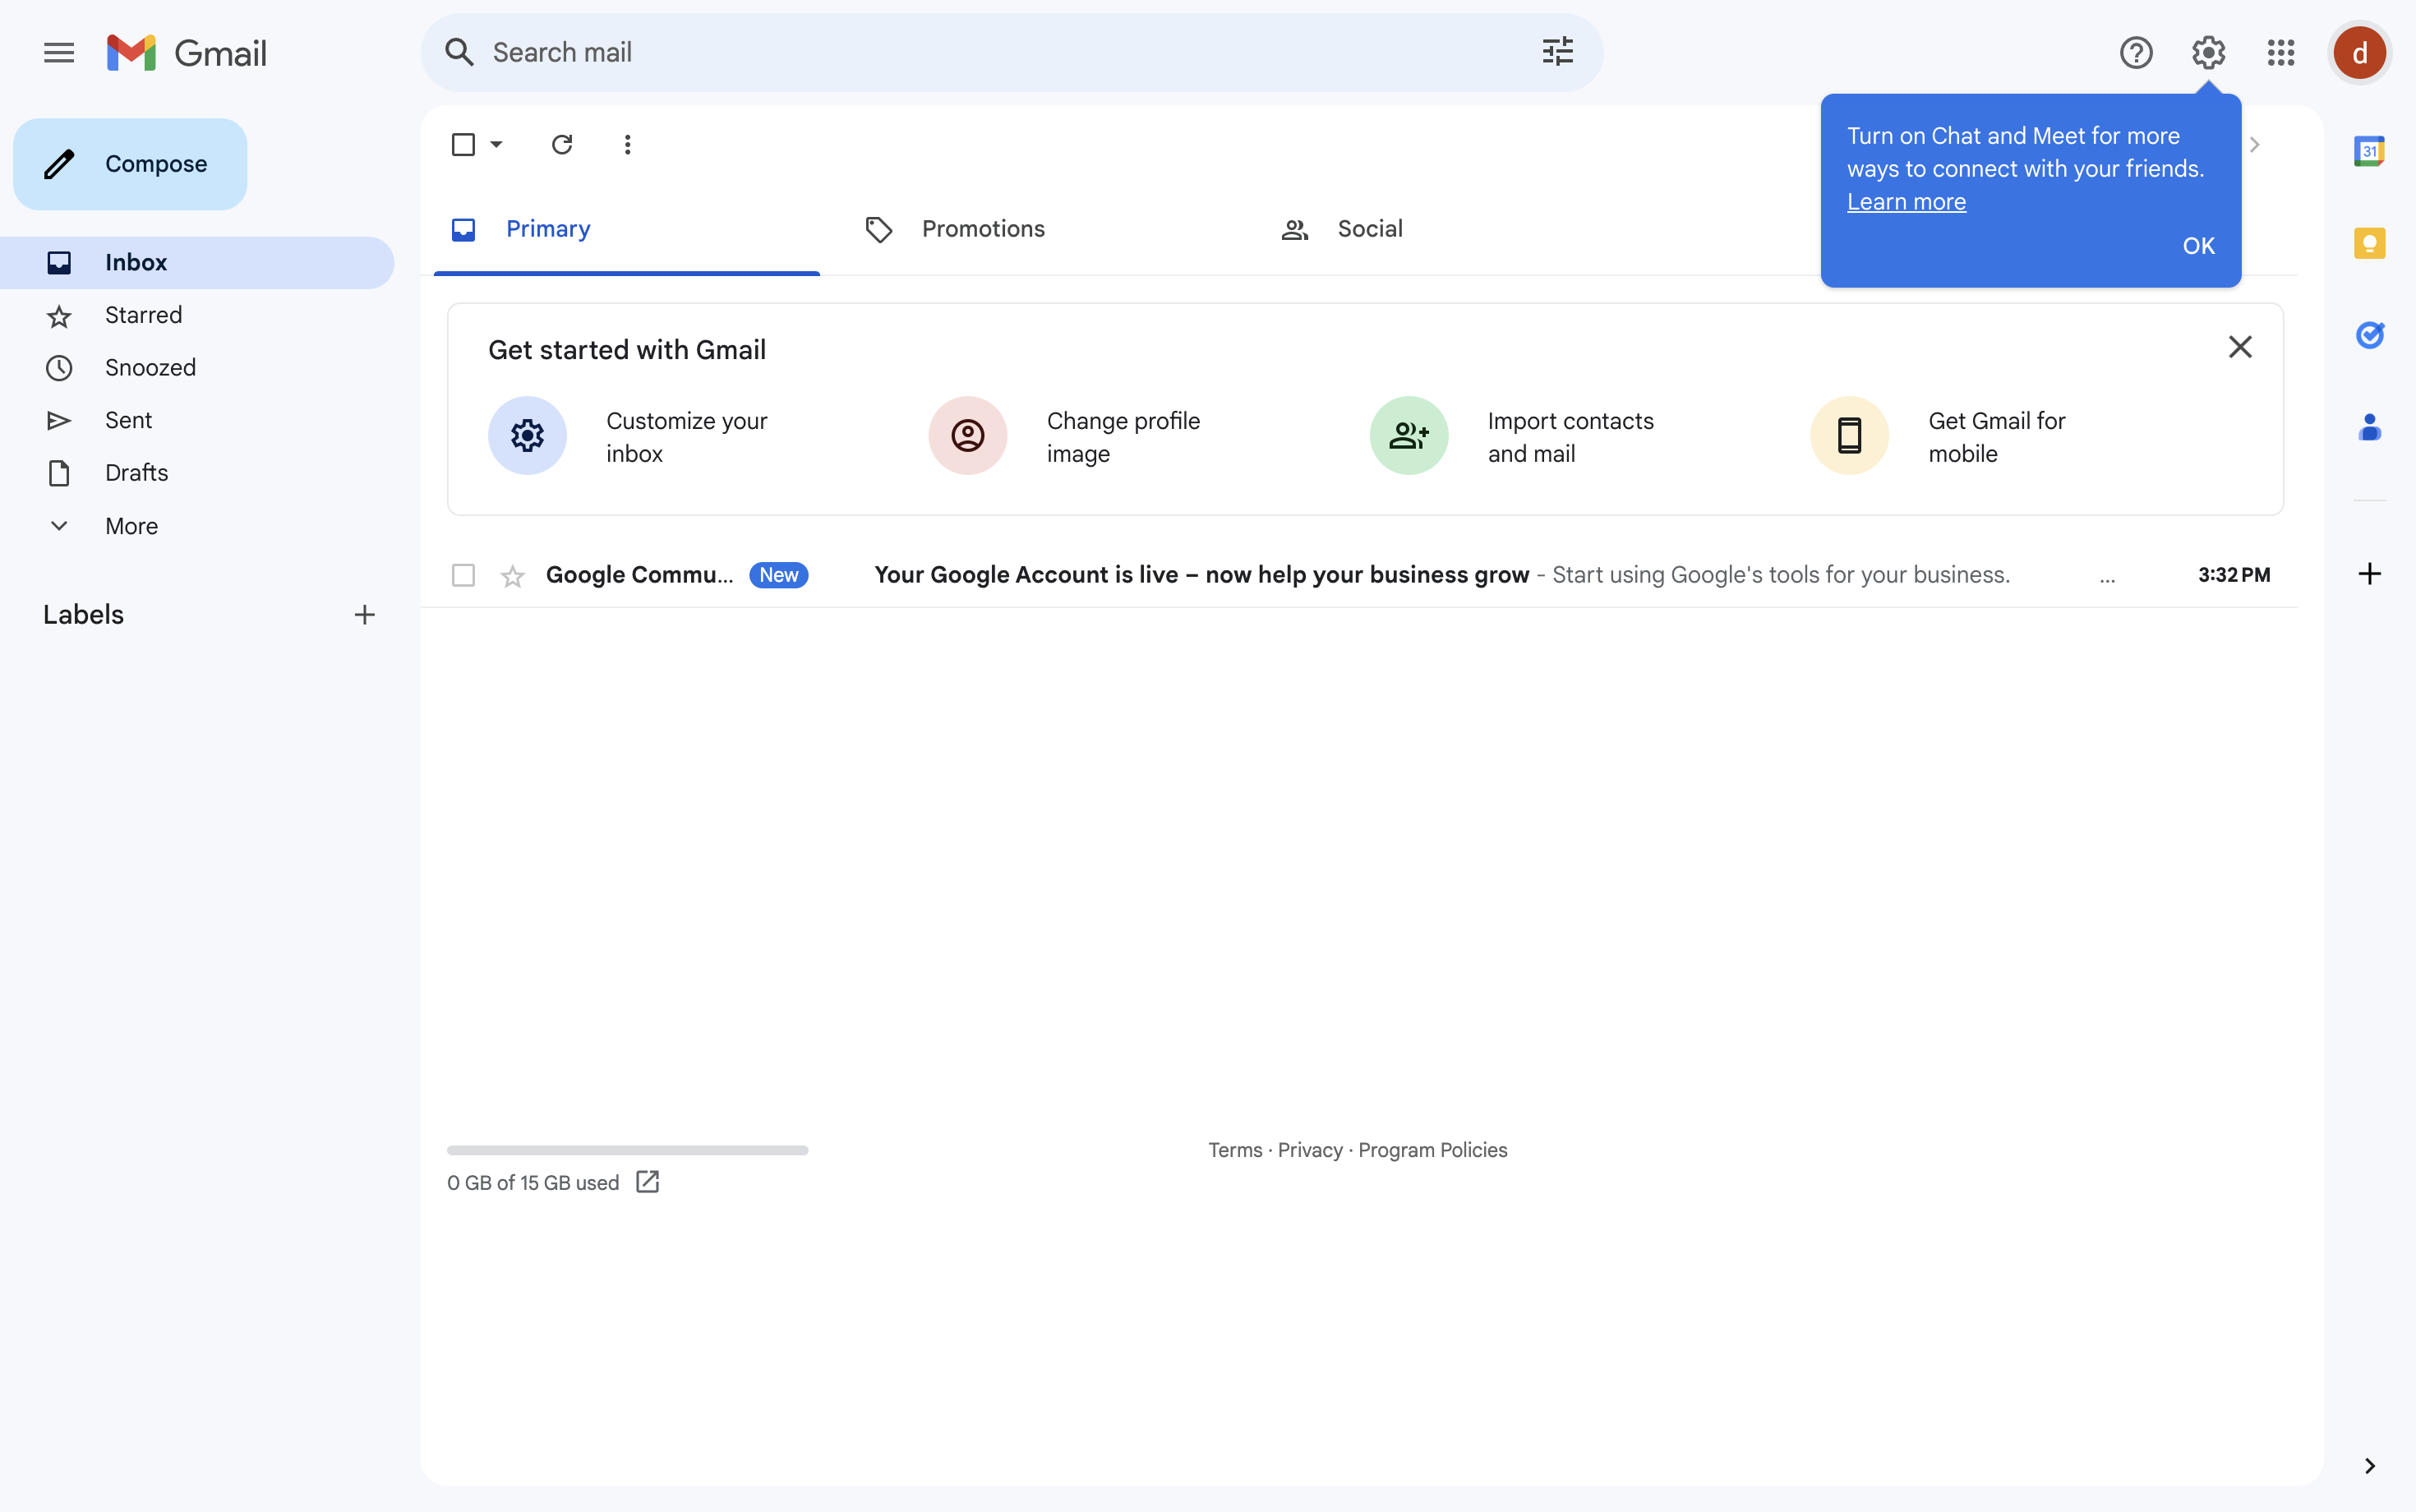 Gmail
Search mail
d
Turn on Chat and Meet for more
ways to connect with your friends.
Learn more
OK
31
Compose
Inbox
Starred
Snoozed
Sent
Drafts
More
Labels
Primary
Promotions
Social
Get started with Gmail
Customize your
inbox
Change profile
image
Import contacts
and mail
Get Gmail for
mobile
Google Commu... New Your Google Account is live – now help your business grow - Start using Google's tools for your business. ... 3:32 PM
Terms · Privacy · Program Policies
0 GB of 15 GB used